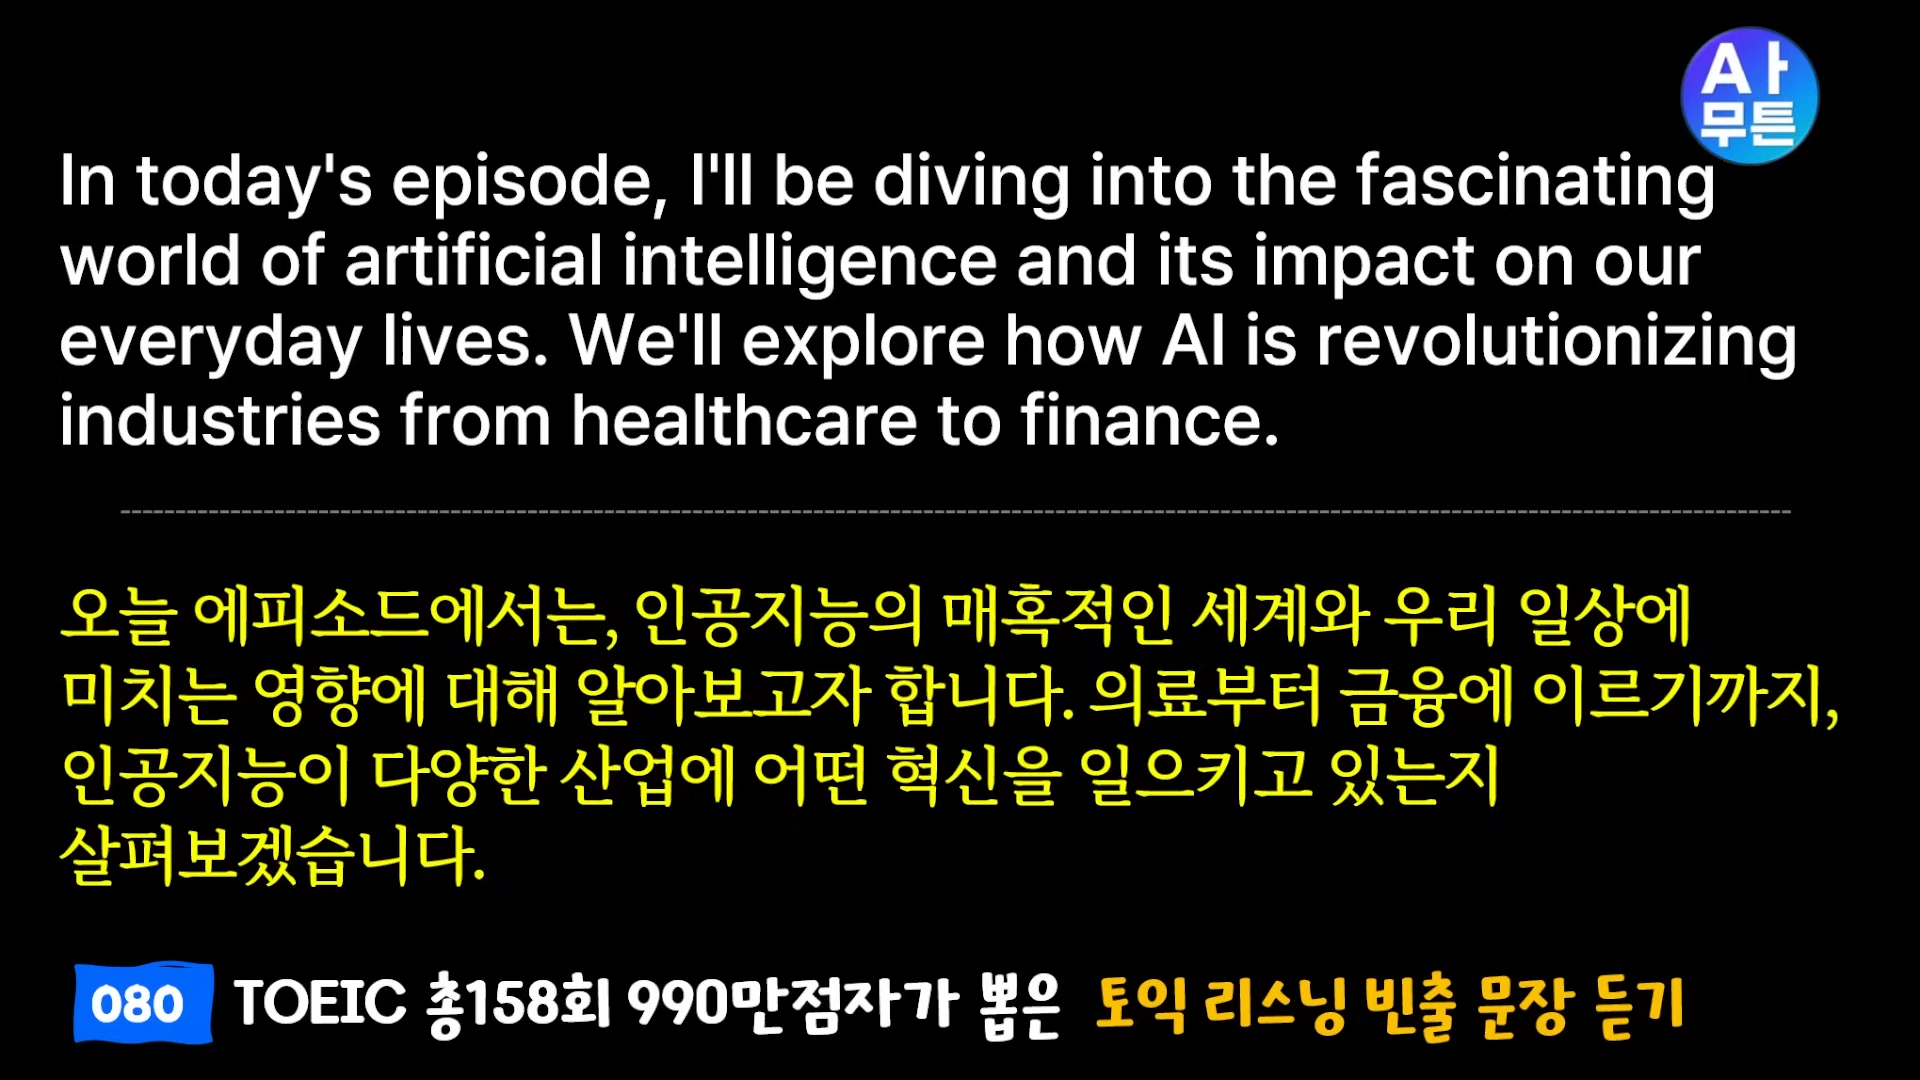 A사
무튼
In today's episode, I'll be diving into the fascinating
world of artificial intelligence and its impact on our
everyday lives. We'll explore how AI is revolutionizing
industries from healthcare to finance.
오늘 에피소드에서는, 인공지능의 매혹적인 세계와 우리 일상에
미치는 영향에 대해 알아보고자 합니다. 의료부터 금융에 이르기까지,
인공지능이 다양한 산업에 어떤 혁신을 일으키고 있는지
살펴보겠습니다.
080 TOEIC 총158회 990만점자가 뽑은 토익 리스닝 빈출 문장 듣기